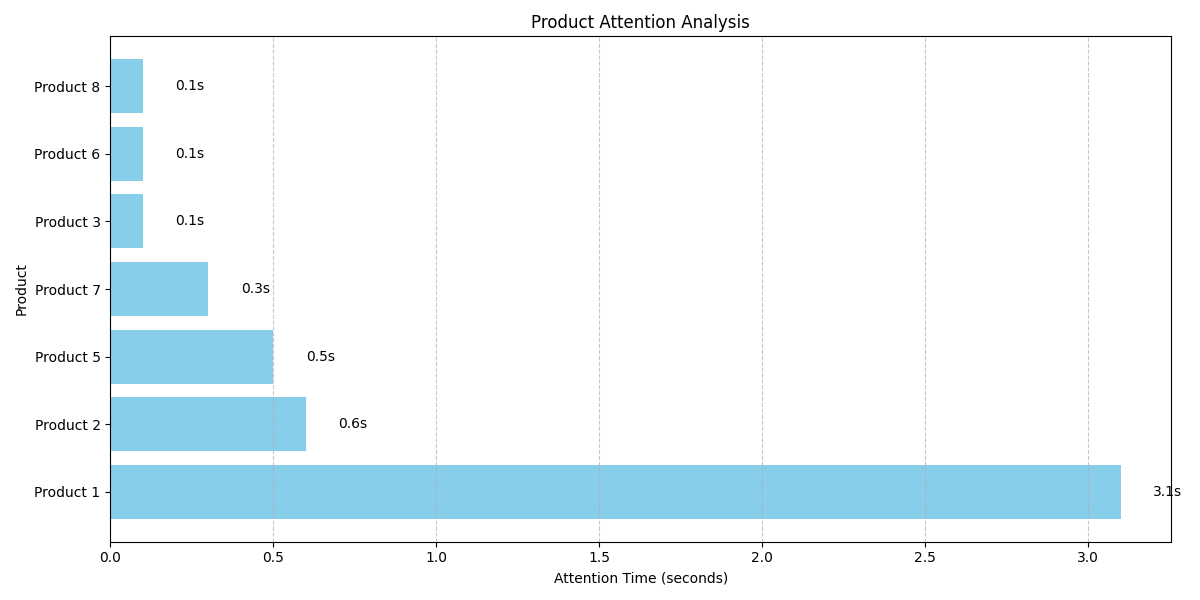 Product Attention Analysis
Product 8
0.1s
Product 6
0.1s
Product 3
0.1s
Product 7
0.3s
Product 5
0.5s
Product 2
0.6s
Product 1
3.1s
0.0 0.5 1.0 1.5 2.0 2.5 3.0
Attention Time (seconds)
Product